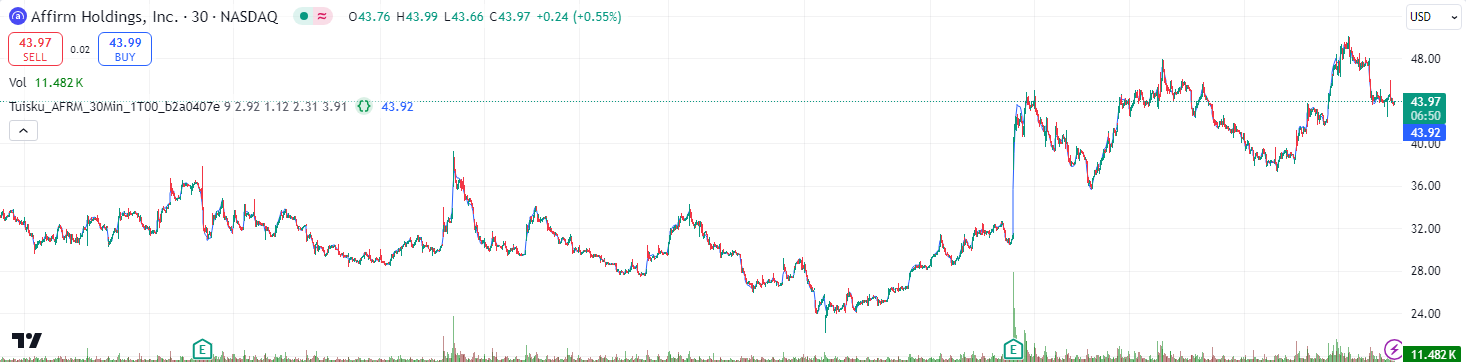 Affirm Holdings, Inc. · 30 · NASDAQ O43.76 H43.99 L43.66 C43.97 +0.24 (+0.55%)
USD
43.97 SELL
0.02
43.99 BUY
Vol 11.482 K
Tuisku_AFRM_30Min_1T00_b2a0407e 9 2.92 1.12 2.31 3.91 {} 43.92
48.00
43.97
06:50
43.92
40.00
36.00
32.00
28.00
24.00
E
E
11.482 K